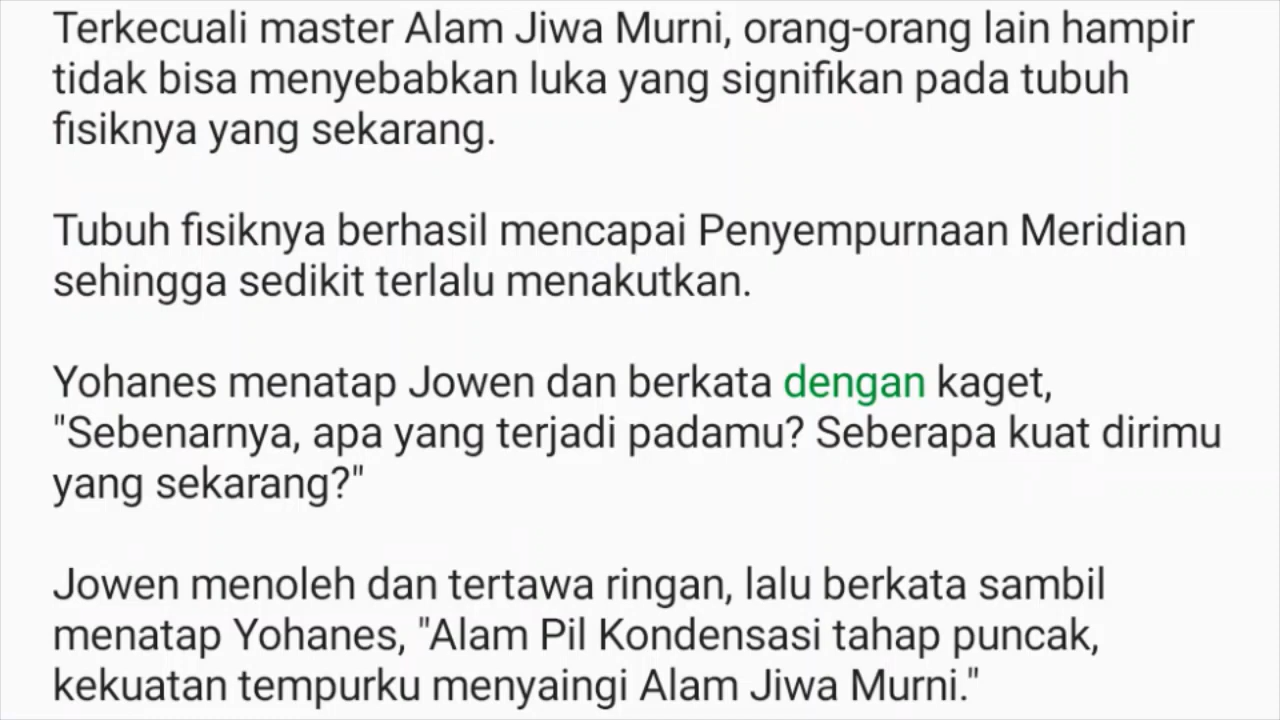 Terkecuali master Alam Jiwa Murni, orang-orang lain hampir
tidak bisa menyebabkan luka yang signifikan pada tubuh
fisiknya yang sekarang.
Tubuh fisiknya berhasil mencapai Penyempurnaan Meridian
sehingga sedikit terlalu menakutkan.
Yohanes menatap Jowen dan berkata dengan kaget,
"Sebenarnya, apa yang terjadi padamu? Seberapa kuat dirimu
yang sekarang?"
Jowen menoleh dan tertawa ringan, lalu berkata sambil
menatap Yohanes, "Alam Pil Kondensasi tahap puncak,
kekuatan tempurku menyaingi Alam Jiwa Murni."